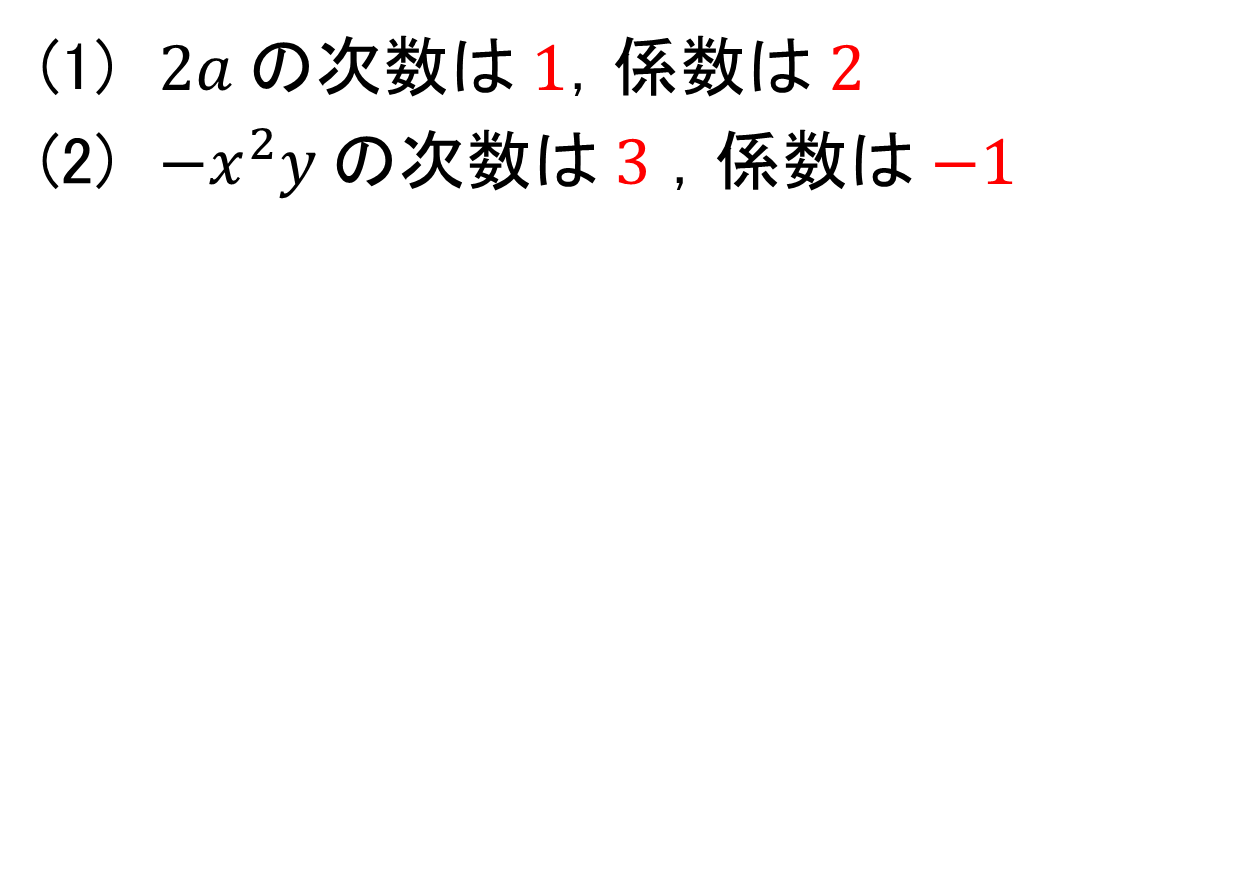 (1) 2a の次数は 1, 係数は 2
(2) −x²y の次数は 3 , 係数は −1